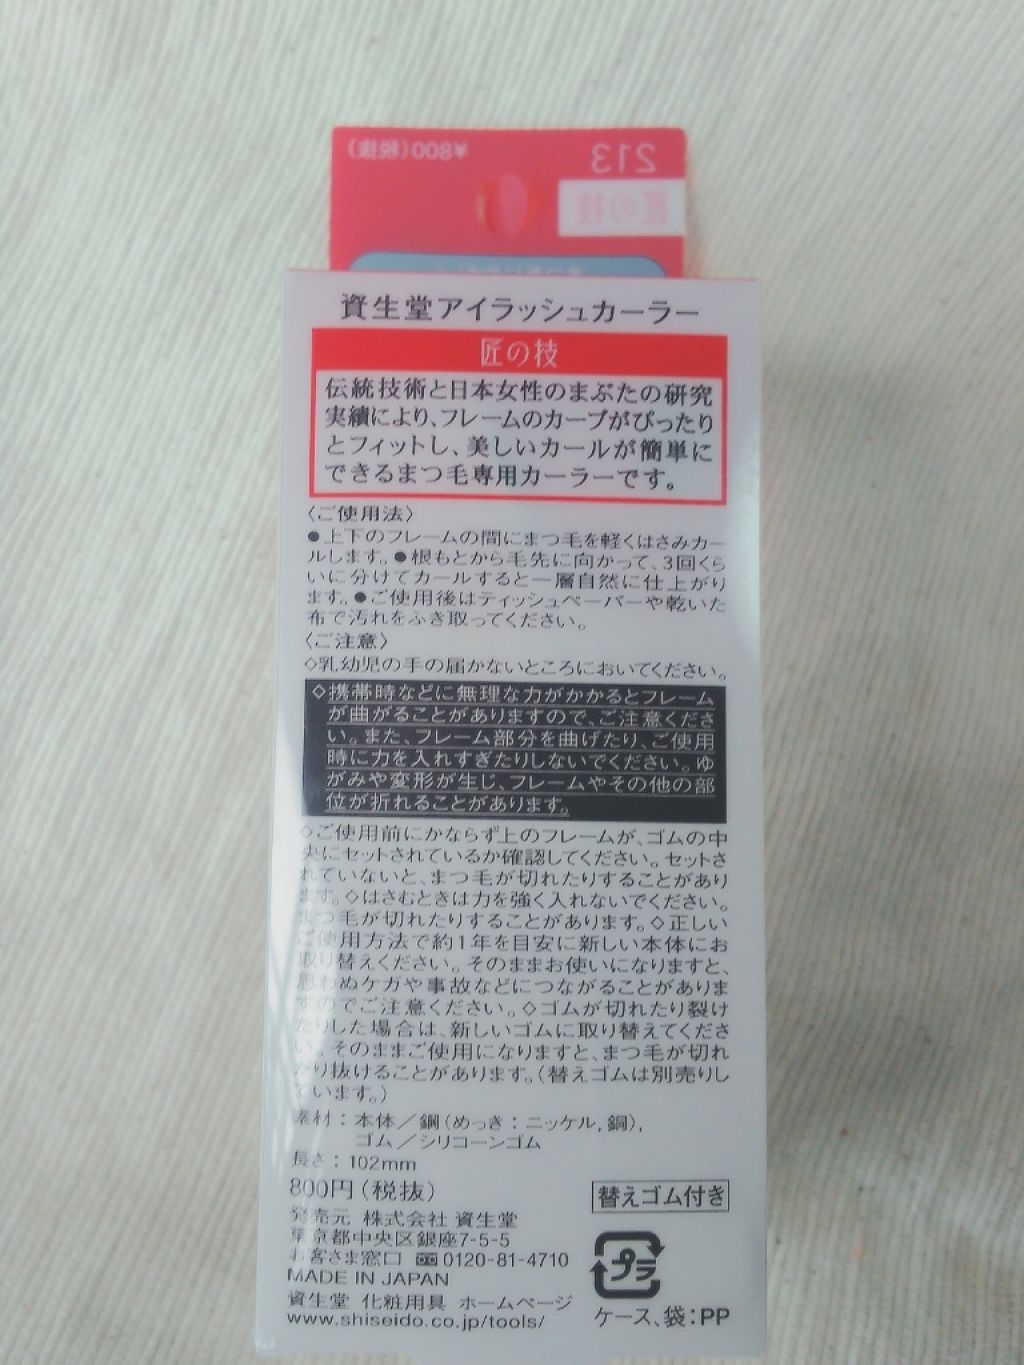 213
¥800(税抜)
匠の技
資生堂アイラッシュカーラー
匠の技
伝統技術と日本女性のまぶたの研究
実績により、フレームのカーブがぴったり
とフィットし、美しいカールが簡単に
できるまつ毛専用カーラーです。
〈ご使用法〉
●上下のフレームの間にまつ毛を軽くはさみカー
ルします。●根もとから毛先に向かって、3回くら
いに分けてカールすると一層自然に仕上がり
ます。●ご使用後はティッシュペーパーや乾いた
布で汚れをふき取ってください。
〈ご注意〉
◇乳幼児の手の届かないところにおいてください。
◇携帯時などに無理な力がかかるとフレーム
が曲がることがありますので、ご注意くださ
い。また、フレーム部分を曲げたり、ご使用
時に力を入れすぎたりしないでください。ゆ
がみや変形が生じ、フレームやその他の部
位が折れることがあります。
◇ご使用前にかならず上のフレームが、ゴムの中
央にセットされているか確認してください。セットさ
れていないと、まつ毛が切れたりすることがあり
ます。◇はさむときは力を強く入れないでください。
まつ毛が切れたりすることがあります。◇正しい
ご使用方法で約1年を目安に新しい本体にお
取り替えください。そのままお使いになりますと、
思わぬケガや事故などにつながることがありま
すのでご注意ください。◇ゴムが切れたり裂け
たりした場合は、新しいゴムに取り替えてくださ
い。そのままご使用になりますと、まつ毛が切れ
たり抜けることがあります。（替えゴムは別売りし
ています。）
素材：本体／鋼（めっき：ニッケル,銅）,
ゴム／シリコーンゴム
長さ：102mm
800円（税抜）
替えゴム付き
発売元 株式会社 資生堂
東京都中央区銀座7-5-5
お客さま窓口 0120-81-4710
MADE IN JAPAN
資生堂 化粧用具 ホームページ
www.shiseido.co.jp/tools/
プラ
ケース、袋：PP